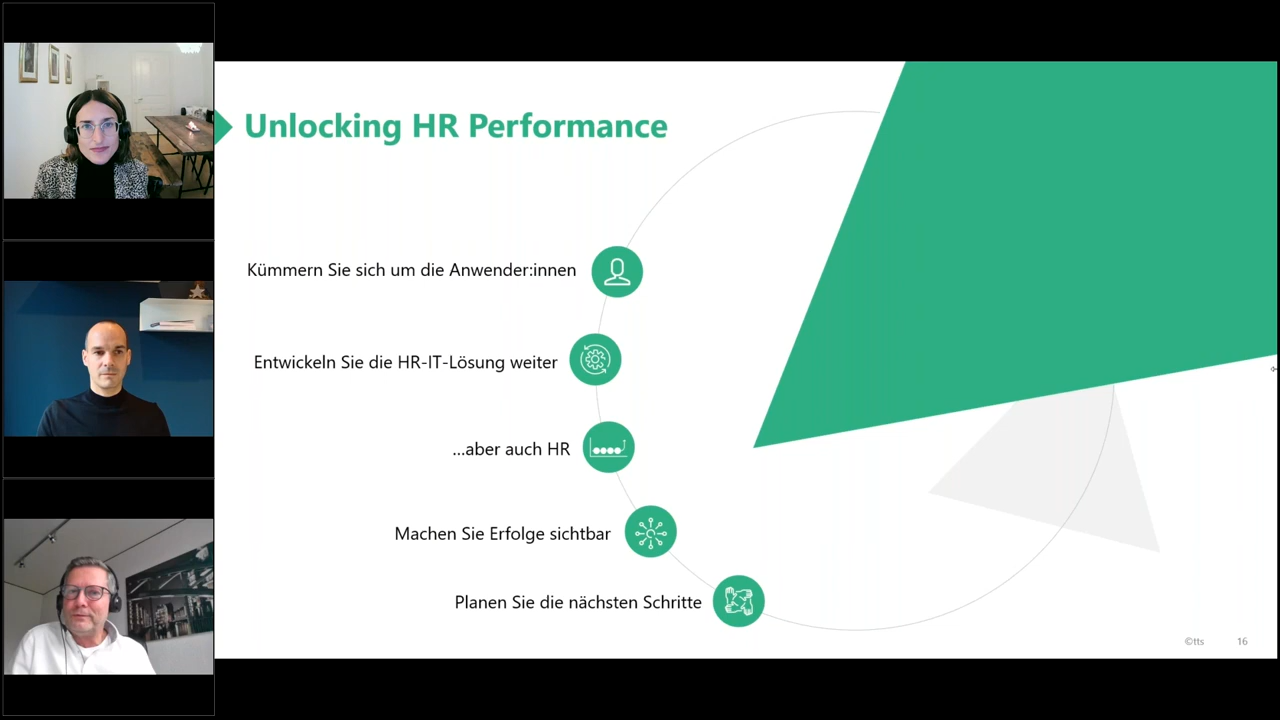 Unlocking HR Performance
Kümmern Sie sich um die Anwender:innen
Entwickeln Sie die HR-IT-Lösung weiter
...aber auch HR
Machen Sie Erfolge sichtbar
Planen Sie die nächsten Schritte
©tts 16